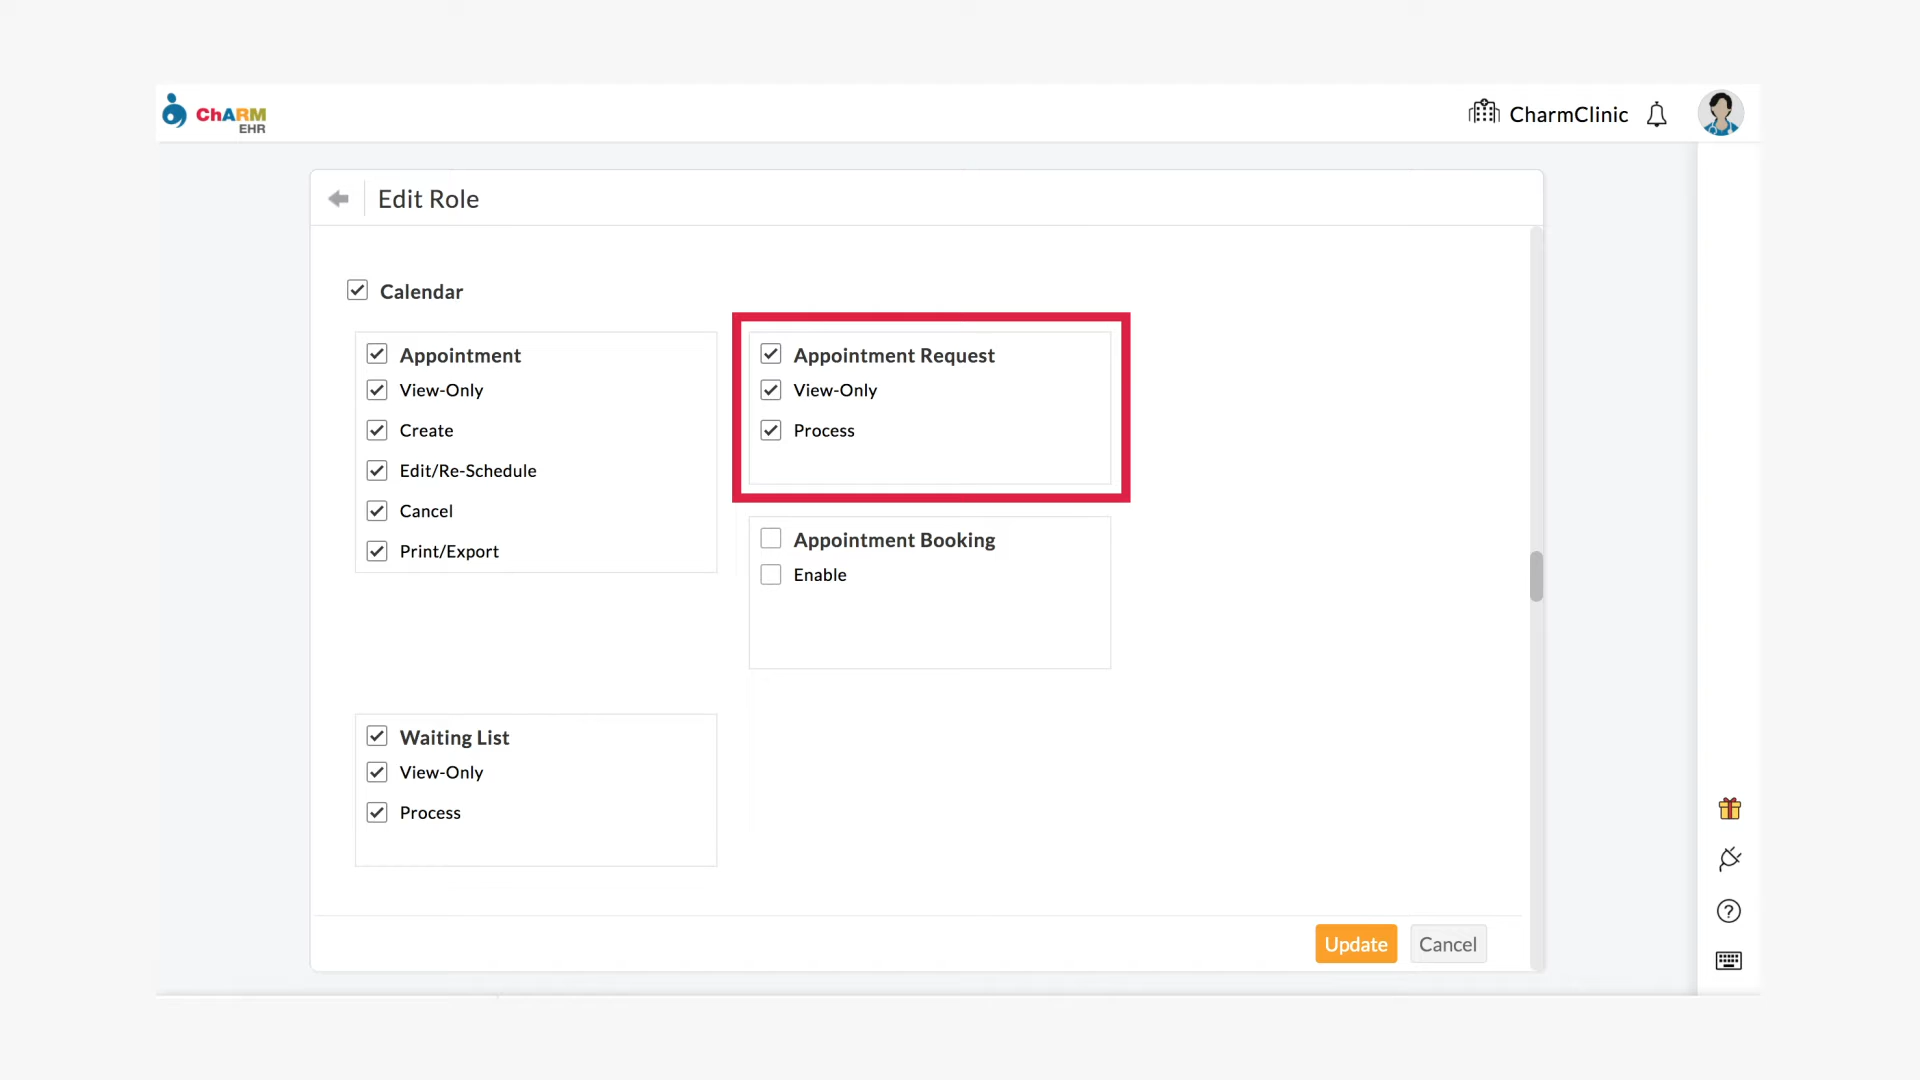 ChARM
EHR
CharmClinic
Edit Role
Calendar
Appointment
View-Only
Create
Edit/Re-Schedule
Cancel
Print/Export
Appointment Request
View-Only
Process
Appointment Booking
Enable
Waiting List
View-Only
Process
Update
Cancel